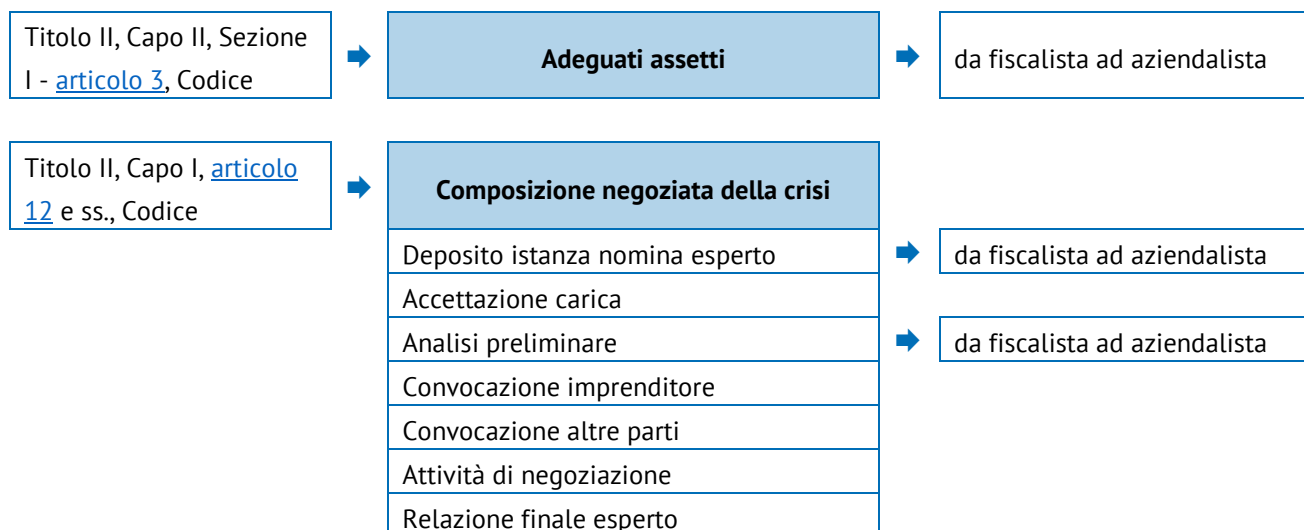 Titolo II, Capo II, Sezione
I - articolo 3, Codice
Adeguati assetti
da fiscalista ad aziendalista
Titolo II, Capo I, articolo
12 e ss., Codice
Composizione negoziata della crisi
Deposito istanza nomina esperto
da fiscalista ad aziendalista
Accettazione carica
Analisi preliminare
da fiscalista ad aziendalista
Convocazione imprenditore
Convocazione altre parti
Attività di negoziazione
Relazione finale esperto